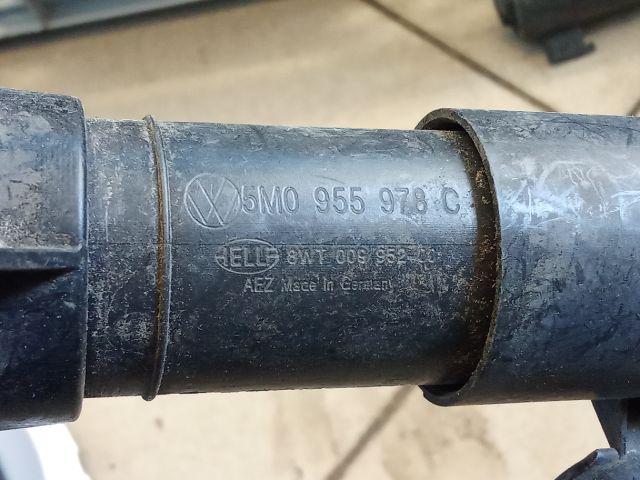 5M0 955 978 C
HELLA 8WT 009 952-00
AEZ Made in Germany